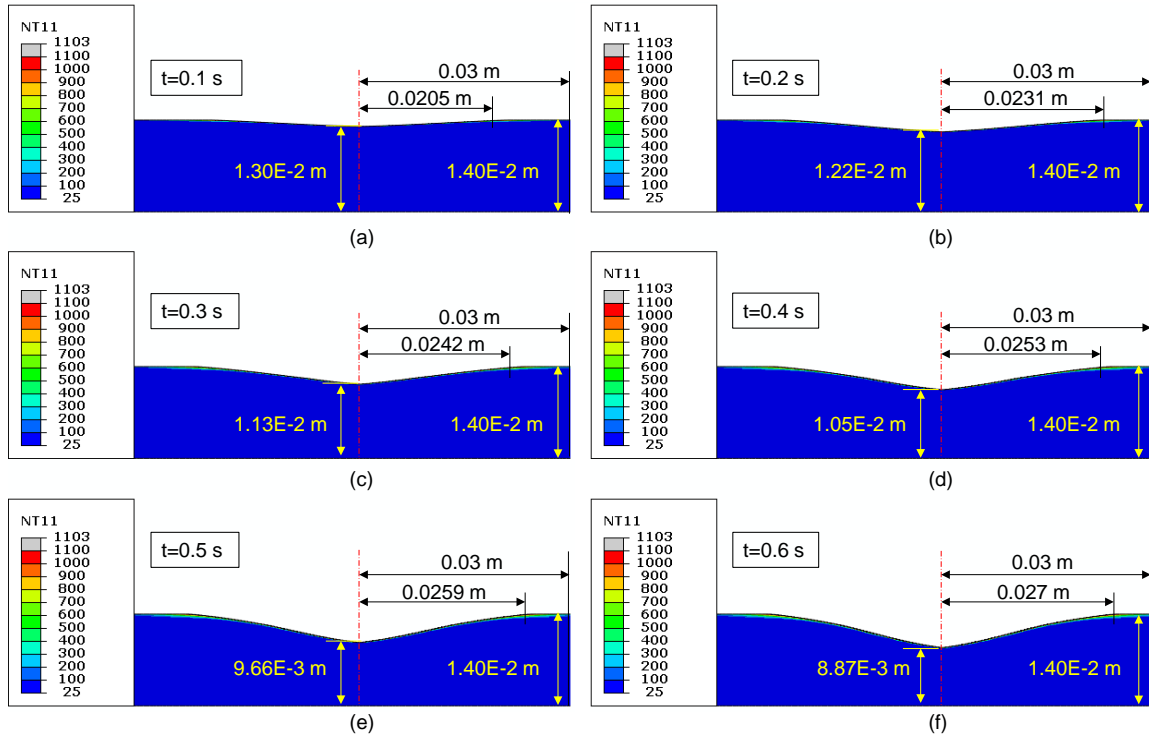 NT11
1103
1100
1000
900
800
700
600
500
400
300
200
100
25
t=0.1 s
0.03 m
0.0205 m
1.30E-2 m
1.40E-2 m
(a)
NT11
1103
1100
1000
900
800
700
600
500
400
300
200
100
25
t=0.2 s
0.03 m
0.0231 m
1.22E-2 m
1.40E-2 m
(b)
NT11
1103
1100
1000
900
800
700
600
500
400
300
200
100
25
t=0.3 s
0.03 m
0.0242 m
1.13E-2 m
1.40E-2 m
(c)
NT11
1103
1100
1000
900
800
700
600
500
400
300
200
100
25
t=0.4 s
0.03 m
0.0253 m
1.05E-2 m
1.40E-2 m
(d)
NT11
1103
1100
1000
900
800
700
600
500
400
300
200
100
25
t=0.5 s
0.03 m
0.0259 m
9.66E-3 m
1.40E-2 m
(e)
NT11
1103
1100
1000
900
800
700
600
500
400
300
200
100
25
t=0.6 s
0.03 m
0.027 m
8.87E-3 m
1.40E-2 m
(f)